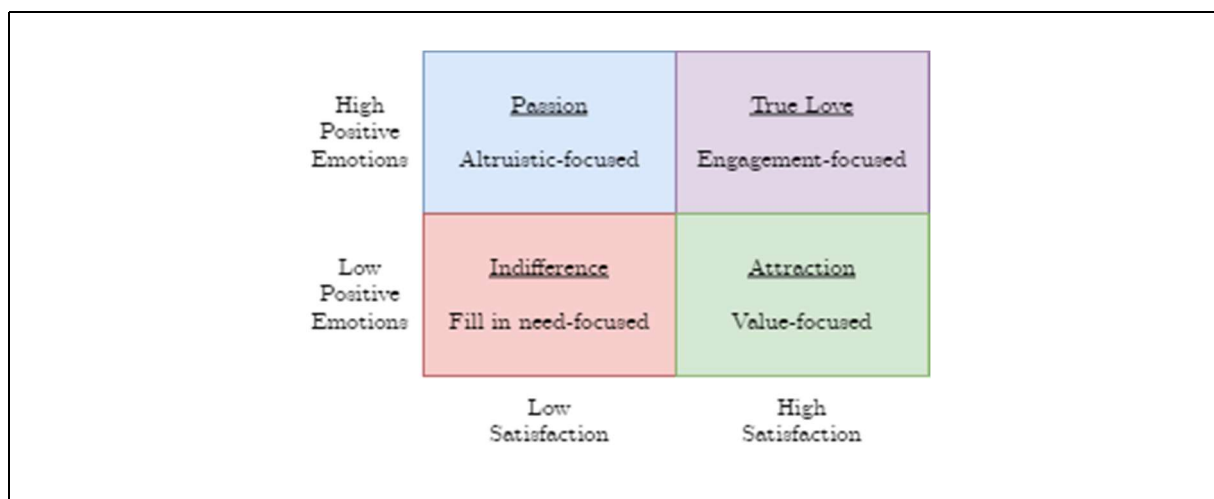 High
Positive
Emotions
Passion
Altruistic-focused
True Love
Engagement-focused
Low
Positive
Emotions
Indifference
Fill in need-focused
Attraction
Value-focused
Low
Satisfaction
High
Satisfaction